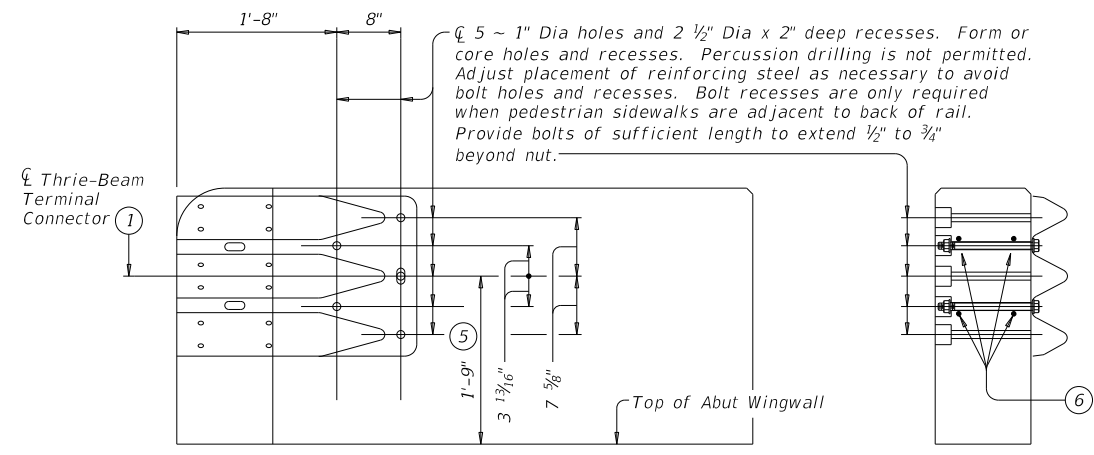 1'-8"
8"
℄ 5 ~ 1" Dia holes and 2 ½" Dia x 2" deep recesses. Form or
core holes and recesses. Percussion drilling is not permitted.
Adjust placement of reinforcing steel as necessary to avoid
bolt holes and recesses. Bolt recesses are only required
when pedestrian sidewalks are adjacent to back of rail.
Provide bolts of sufficient length to extend ½" to ¾"
beyond nut.
℄ Thrie-Beam
Terminal
Connector 1
5
1'-9"
3 13/16"
7 5/8"
Top of Abut Wingwall
6